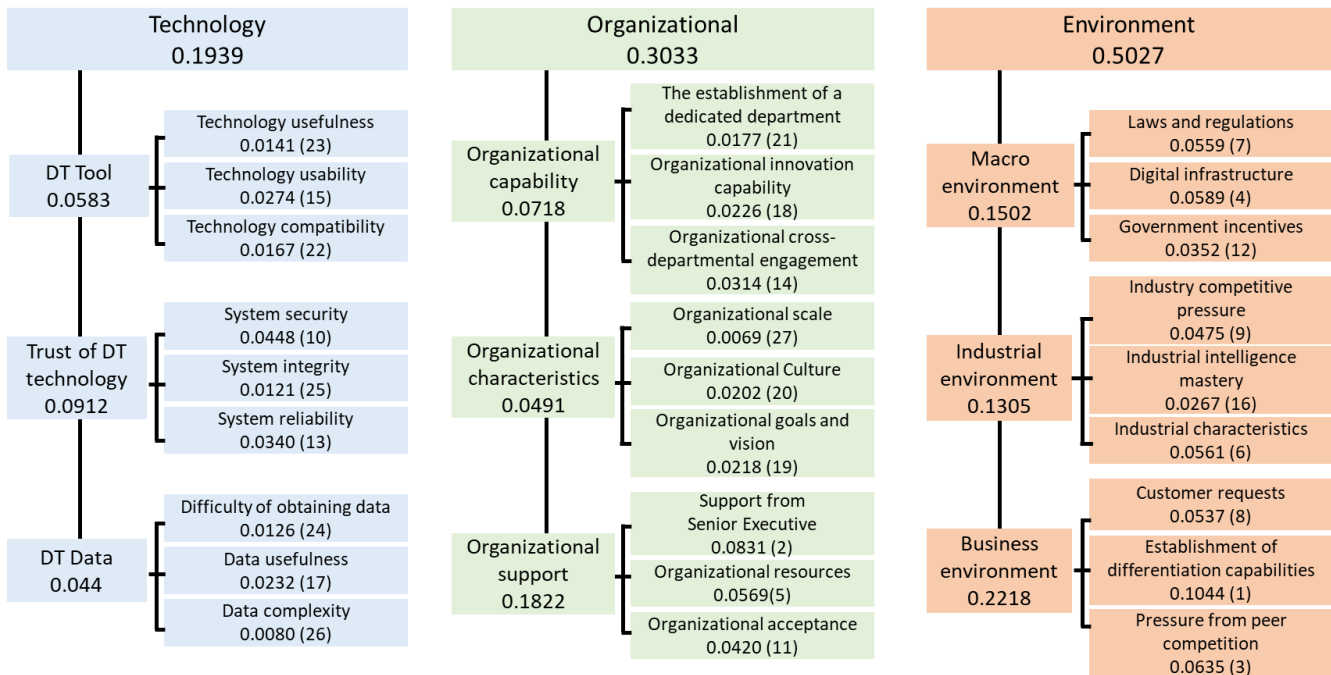 Technology
0.1939
DT Tool
0.0583
Technology usefulness
0.0141 (23)
Technology usability
0.0274 (15)
Technology compatibility
0.0167 (22)
Trust of DT
technology
0.0912
System security
0.0448 (10)
System integrity
0.0121 (25)
System reliability
0.0340 (13)
DT Data
0.044
Difficulty of obtaining data
0.0126 (24)
Data usefulness
0.0232 (17)
Data complexity
0.0080 (26)
Organizational
0.3033
Organizational
capability
0.0718
The establishment of a
dedicated department
0.0177 (21)
Organizational innovation
capability
0.0226 (18)
Organizational cross-
departmental engagement
0.0314 (14)
Organizational
characteristics
0.0491
Organizational scale
0.0069 (27)
Organizational Culture
0.0202 (20)
Organizational goals and
vision
0.0218 (19)
Organizational
support
0.1822
Support from
Senior Executive
0.0831 (2)
Organizational resources
0.0569(5)
Organizational acceptance
0.0420 (11)
Environment
0.5027
Macro
environment
0.1502
Laws and regulations
0.0559 (7)
Digital infrastructure
0.0589 (4)
Government incentives
0.0352 (12)
Industrial
environment
0.1305
Industry competitive
pressure
0.0475 (9)
Industrial intelligence
mastery
0.0267 (16)
Industrial characteristics
0.0561 (6)
Business
environment
0.2218
Customer requests
0.0537 (8)
Establishment of
differentiation capabilities
0.1044 (1)
Pressure from peer
competition
0.0635 (3)